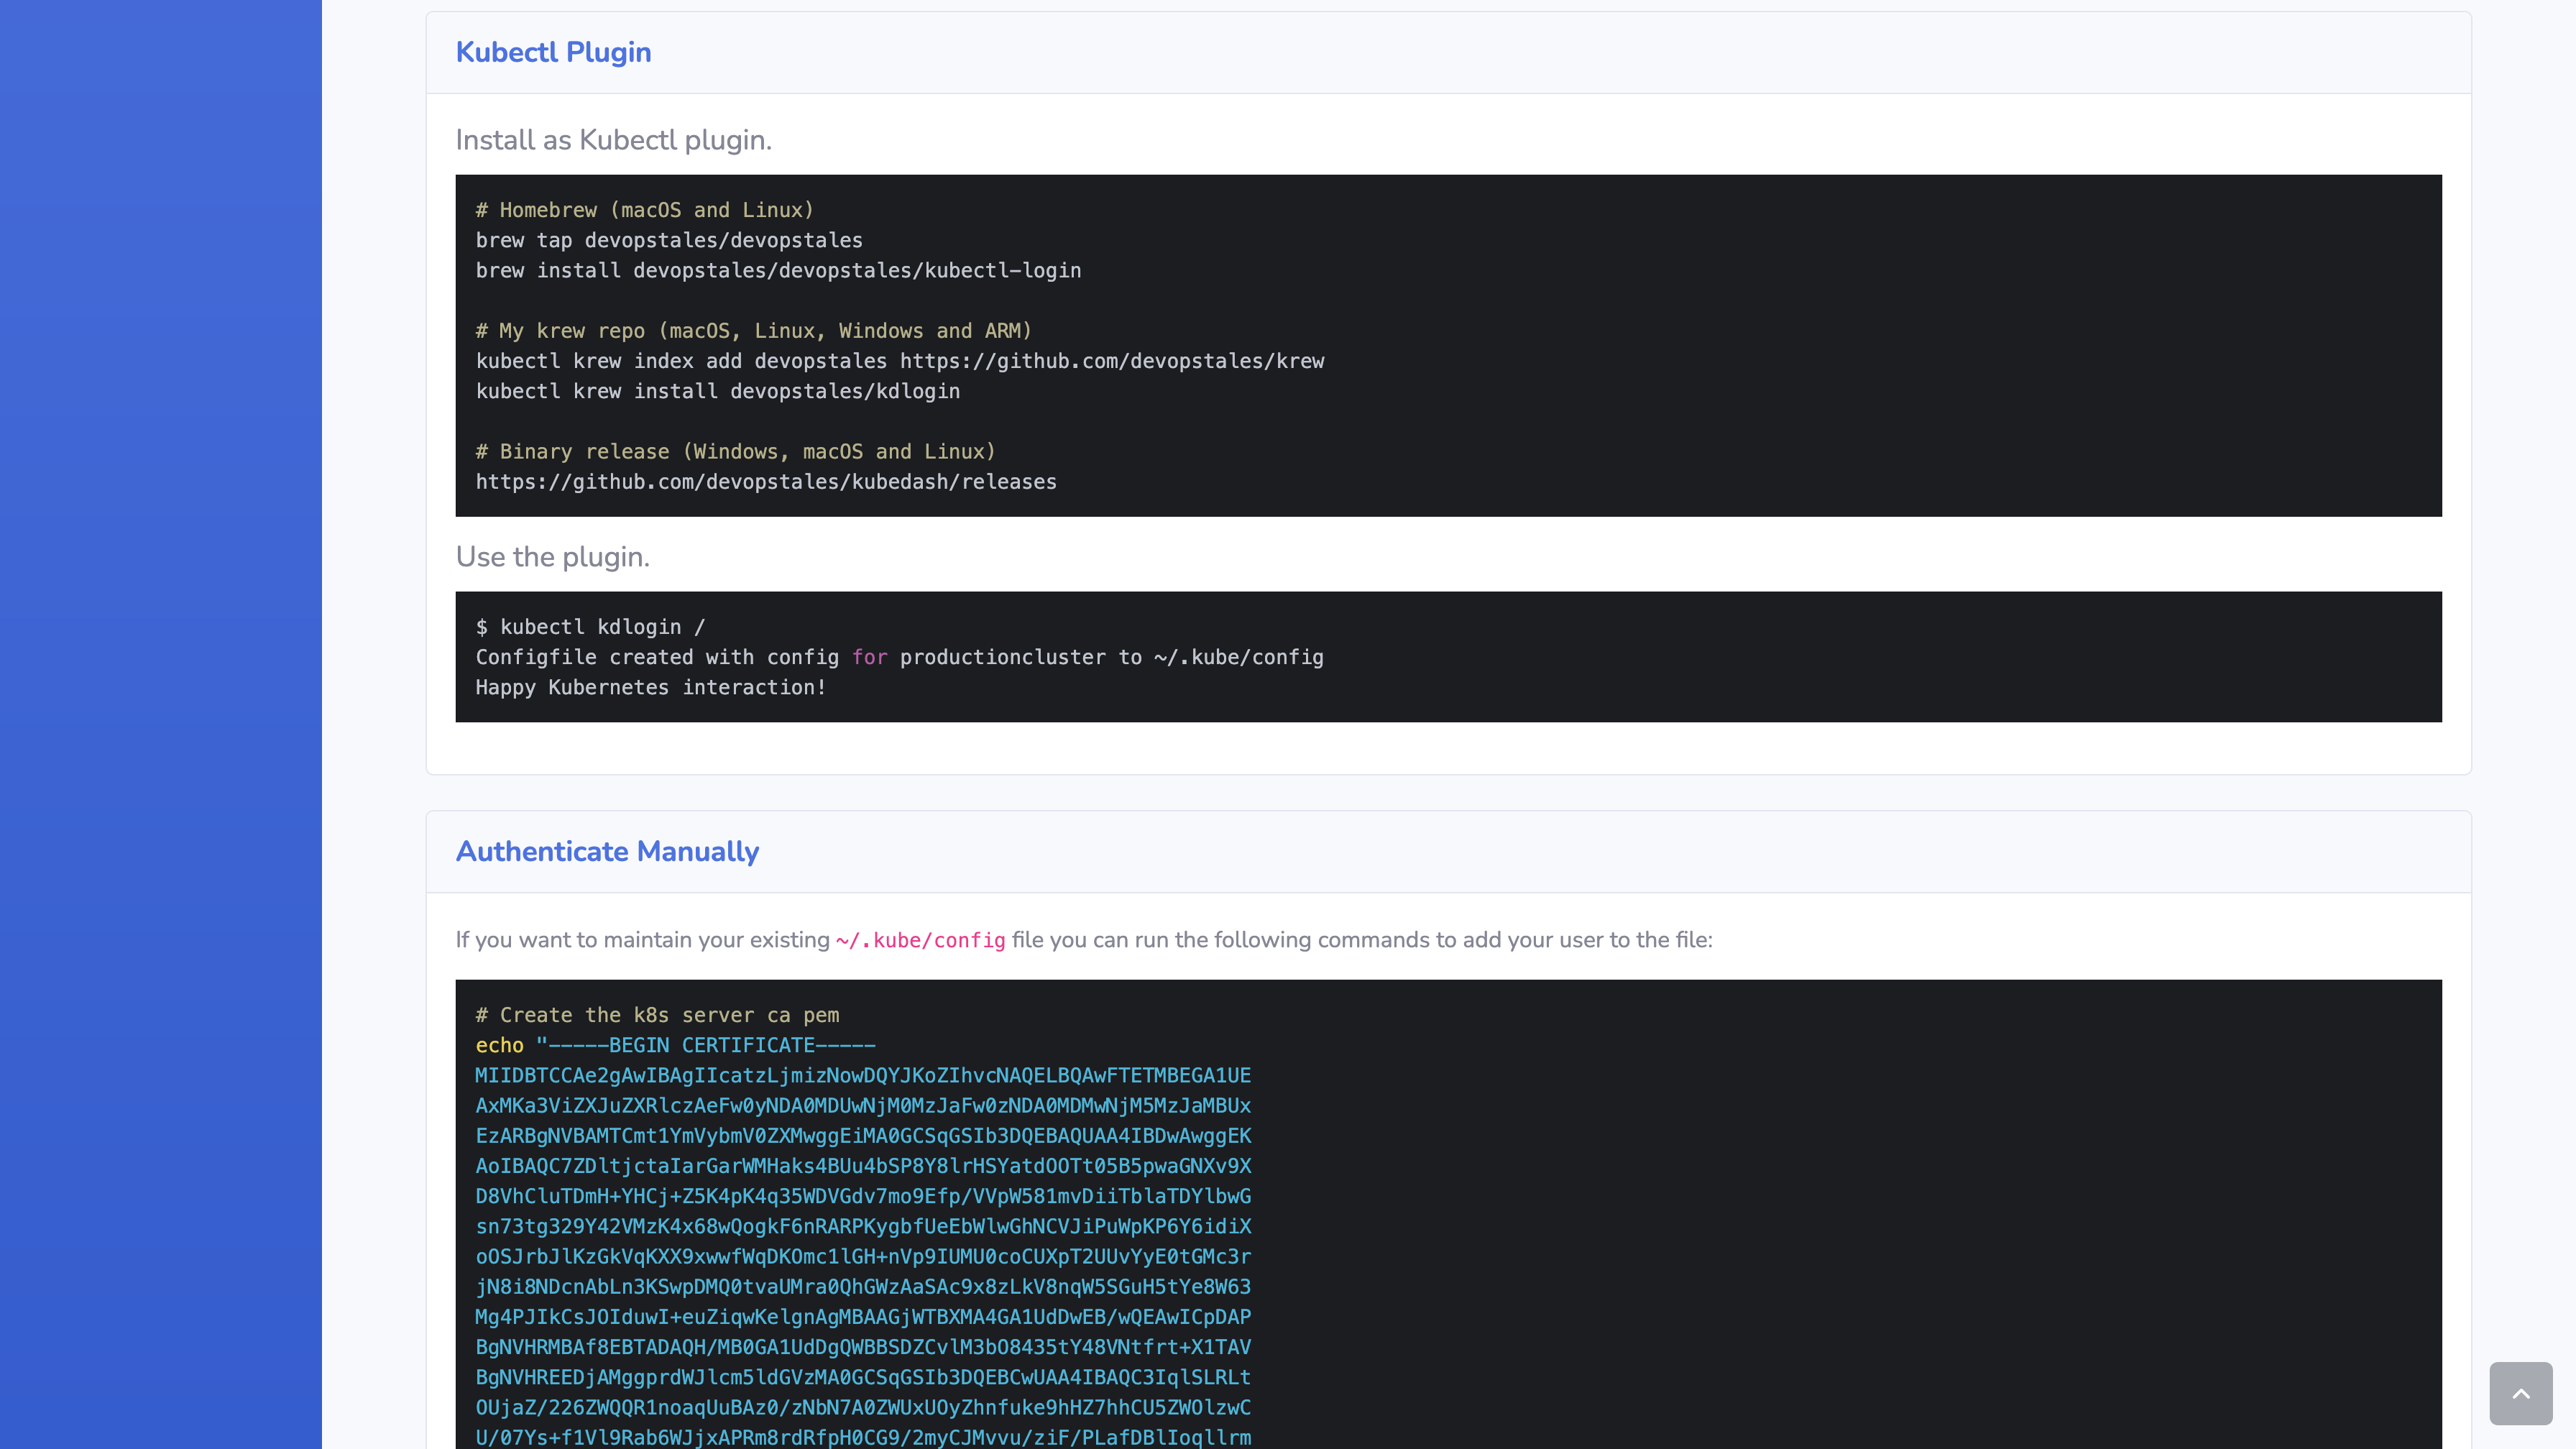 Kubectl Plugin
Install as Kubectl plugin.
# Homebrew (macOS and Linux)
brew tap devopstales/devopstales
brew install devopstales/devopstales/kubectl-login
# My krew repo (macOS, Linux, Windows and ARM)
kubectl krew index add devopstales https://github.com/devopstales/krew
kubectl krew install devopstales/kdlogin
# Binary release (Windows, macOS and Linux)
https://github.com/devopstales/kubedash/releases
Use the plugin.
$ kubectl kdlogin /
Configfile created with config for productioncluster to ~/.kube/config
Happy Kubernetes interaction!
Authenticate Manually
If you want to maintain your existing ~/.kube/config file you can run the following commands to add your user to the file:
# Create the k8s server ca pem
echo "-----BEGIN CERTIFICATE-----
MIIDBTCCAe2gAwIBAgIIcatzLjmizNowDQYJKoZIhvcNAQELBQAwFTETMBEGA1UE
AxMKa3ViZXJuZXRlczAeFw0yNDA0MDUwNjM0MzJaFw0zNDA0MDMwNjM5MzJaMBUx
EzARBgNVBAMTCmt1YmVybmV0ZXMwggEiMA0GCSqGSIb3DQEBAQUAA4IBDwAwggEK
AoIBAQC7ZDltjctaIarGarWMHaks4BUu4bSP8Y8lrHSYatdOOTt05B5pwaGNXv9X
D8VhCluTDmH+YHCj+Z5K4pK4q35WDVGdv7mo9Efp/VVpW581mvDiiTblaTDYlbwG
sn73tg329Y42VMzK4x68wQogkF6nRARPKygbfUeEbWlwGhNCVJiPuWpKP6Y6idiX
oOSJrbJlKzGkVqKXX9xwwfWqDKOmc1lGH+nVp9IUMU0coCUXpT2UUvYyE0tGMc3r
jN8i8NDcnAbLn3KSwpDMQ0tvaUMra0QhGWzAaSAc9x8zLkV8nqW5SGuH5tYe8W63
Mg4PJIkCsJOIduwI+euZiqwKelgnAgMBAAGjWTBXMA4GA1UdDwEB/wQEAwICpDAP
BgNVHRMBAf8EBTADAQH/MB0GA1UdDgQWBBSDZCvlM3bO8435tY48VNtfrt+X1TAV
BgNVHREEDjAMggprdWJlcm5ldGVzMA0GCSqGSIb3DQEBCwUAA4IBAQC3IqlSLRLt
OUjaZ/226ZWQQR1noaqUuBAz0/zNbN7A0ZWUxUOyZhnfuke9hHZ7hhCU5ZWOlzwC
U/07Ys+f1Vl9Rab6WJjxAPRm8rdRfpH0CG9/2myCJMvvu/ziF/PLafDBlIoqllrm